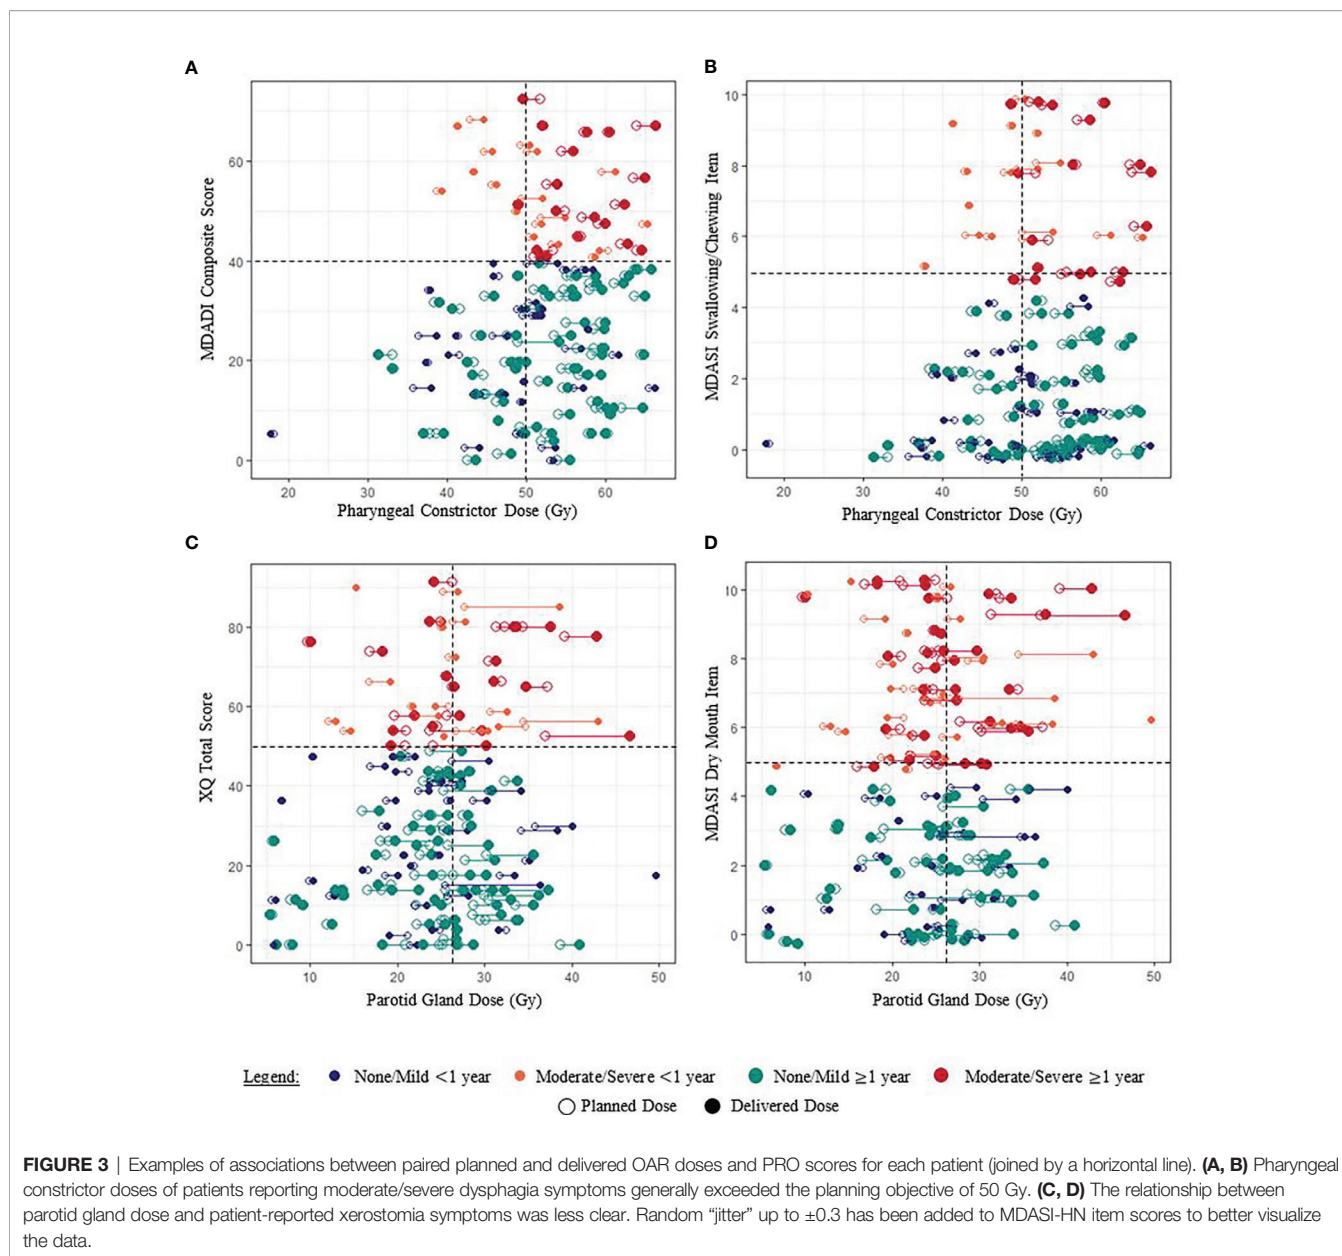 A
MDADI Composite Score
60
40
20
0
20 30 40 50 60
Pharyngeal Constrictor Dose (Gy)
B
MDASI Swallowing/Chewing Item
10
8
6
4
2
0
20 30 40 50 60
Pharyngeal Constrictor Dose (Gy)
C
XQ Total Score
80
60
40
20
0
10 20 30 40 50
Parotid Gland Dose (Gy)
D
MDASI Dry Mouth Item
10
8
6
4
2
0
10 20 30 40 50
Parotid Gland Dose (Gy)
Legend: None/Mild <1 year Moderate/Severe <1 year None/Mild ≥1 year Moderate/Severe ≥1 year
Planned Dose Delivered Dose
FIGURE 3 | Examples of associations between paired planned and delivered OAR doses and PRO scores for each patient (joined by a horizontal line). (A, B) Pharyngeal
constrictor doses of patients reporting moderate/severe dysphagia symptoms generally exceeded the planning objective of 50 Gy. (C, D) The relationship between
parotid gland dose and patient-reported xerostomia symptoms was less clear. Random “jitter” up to ±0.3 has been added to MDASI-HN item scores to better visualize
the data.